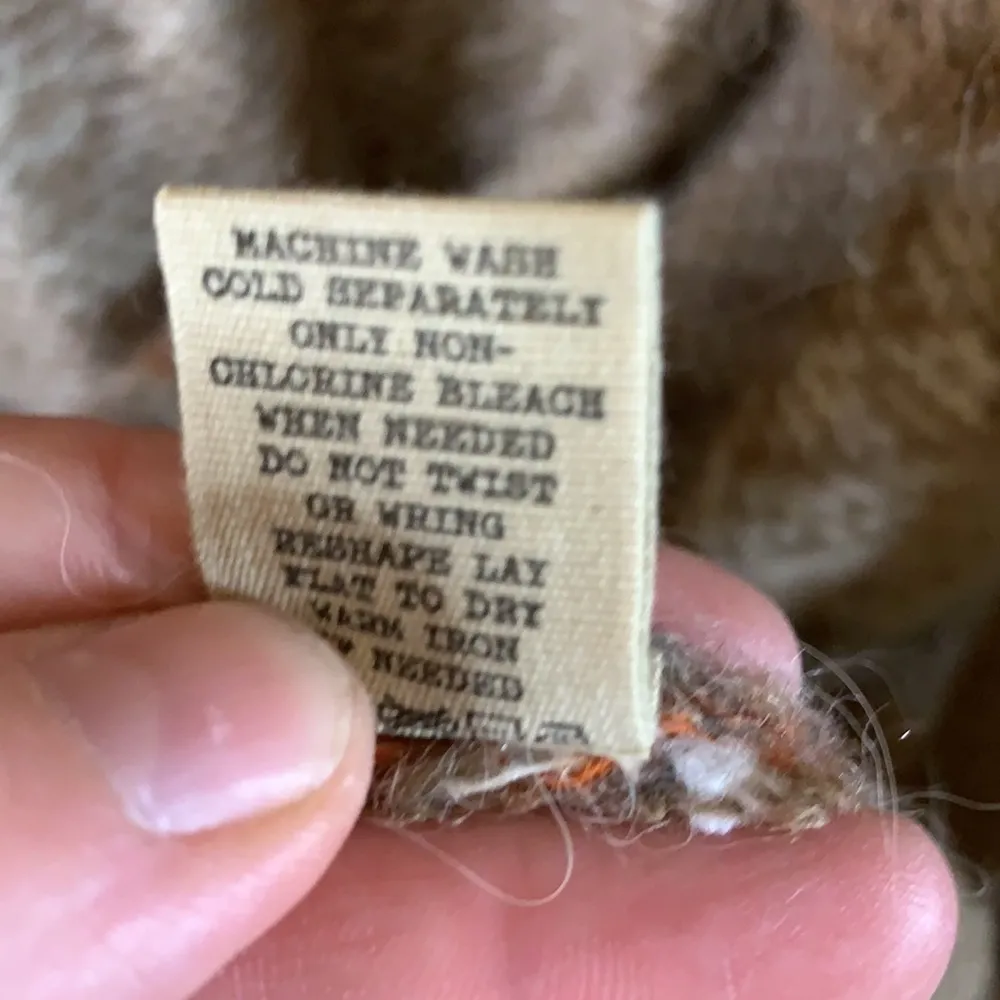 MACHINE WASH
COLD SEPARATELY
ONLY NON-
CHLORINE BLEACH
WHEN NEEDED
DO NOT TWIST
OR WRING
RESHAPE LAY
FLAT TO DRY
WARM IRON
NEEDED